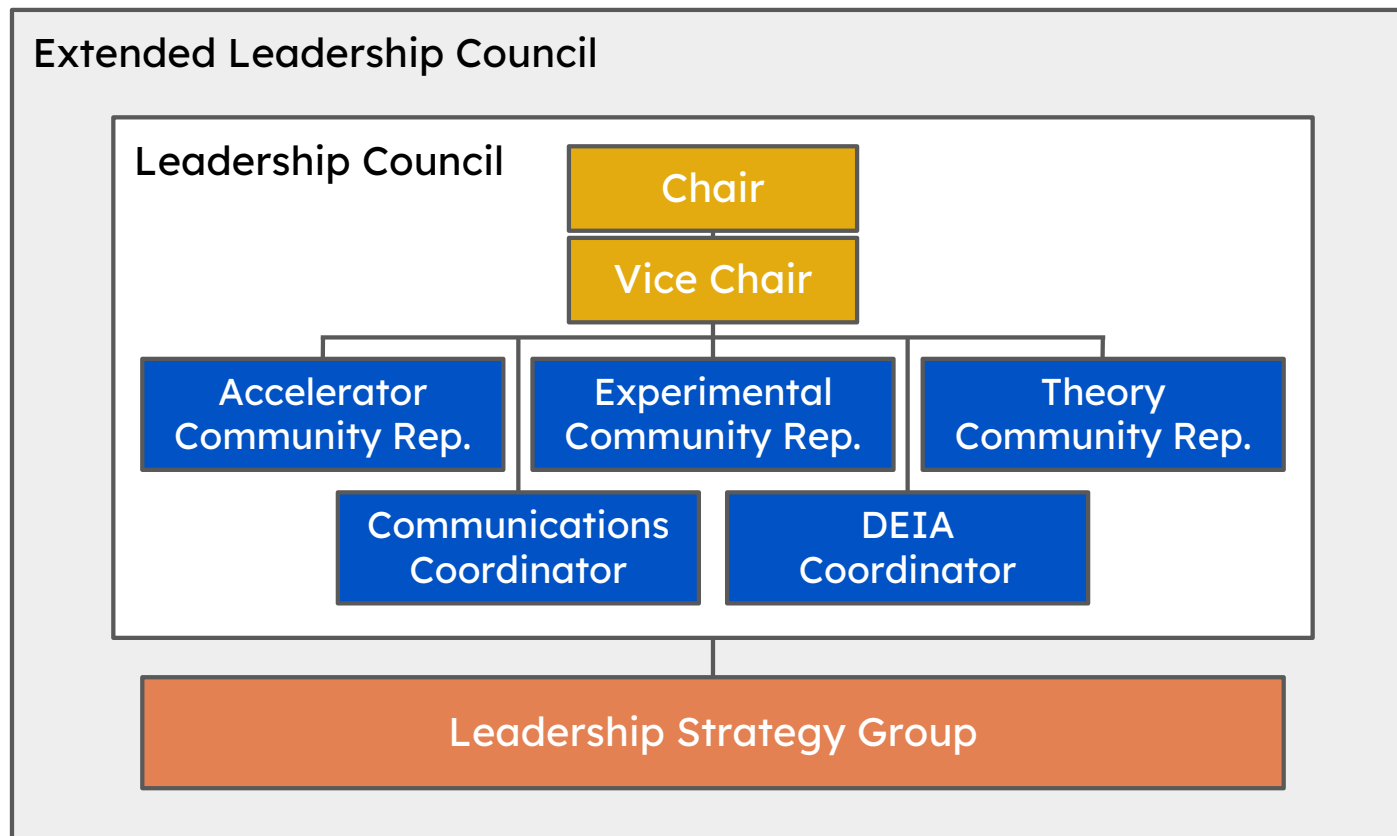 Extended Leadership Council
Leadership Council
Chair
Vice Chair
Accelerator
Community Rep.
Experimental
Community Rep.
Theory
Community Rep.
Communications
Coordinator
DEIA
Coordinator
Leadership Strategy Group